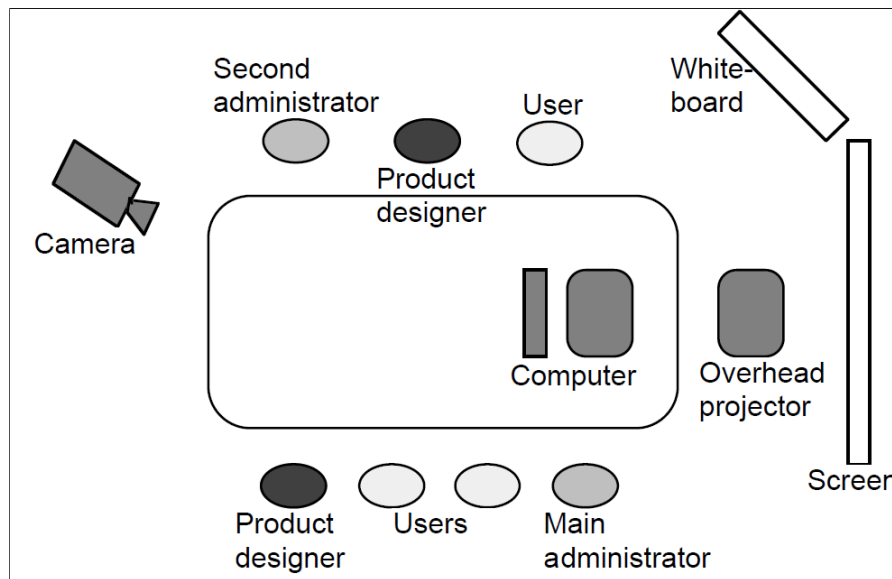 Second
administrator
User
White-
board
Product
designer
Camera
Computer
Overhead
projector
Screen
Product
designer
Users
Main
administrator